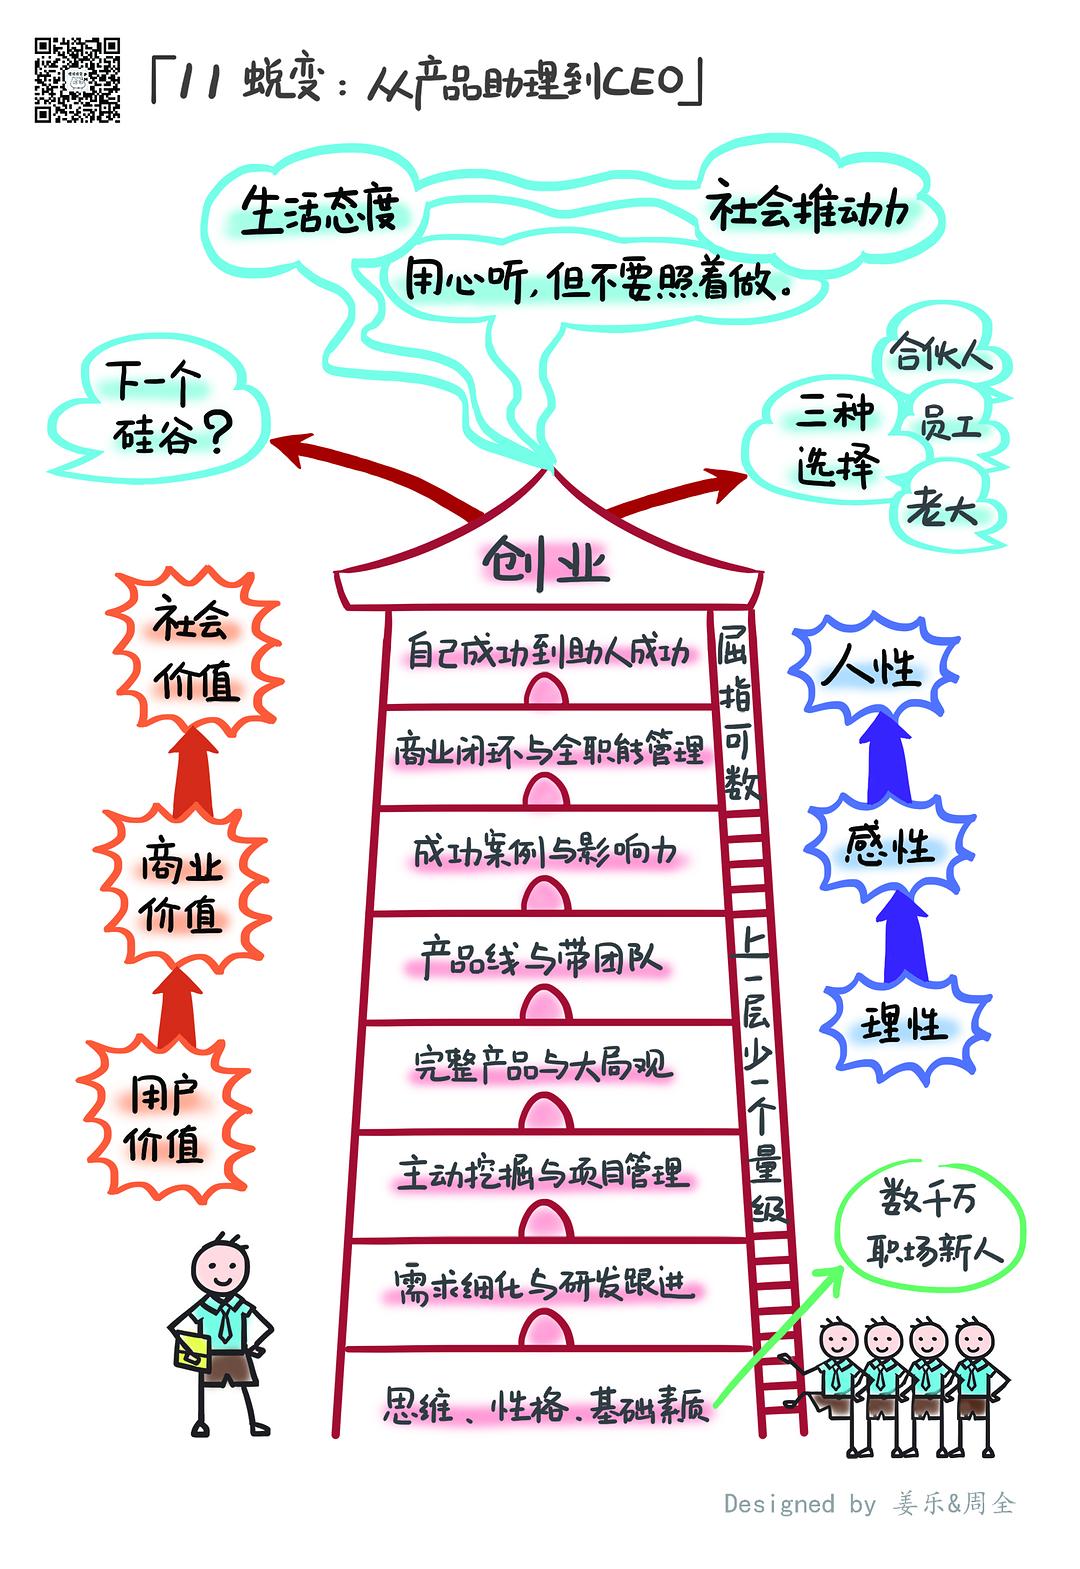 「11 蜕变：从产品助理到CEO」
生活态度
社会推动力
用心听，但不要照着做。
下一个
硅谷？
三种
选择
合伙人
员工
老大
创业
自己成功到助人成功
商业闭环与全职能管理
成功案例与影响力
产品线与带团队
完整产品与大局观
主动挖掘与项目管理
需求细化与研发跟进
思维、性格、基础素质
屈指可数
上一层少一个量级
社会
价值
商业
价值
用户
价值
人性
感性
理性
数千万
职场新人
Designed by 姜乐&周全